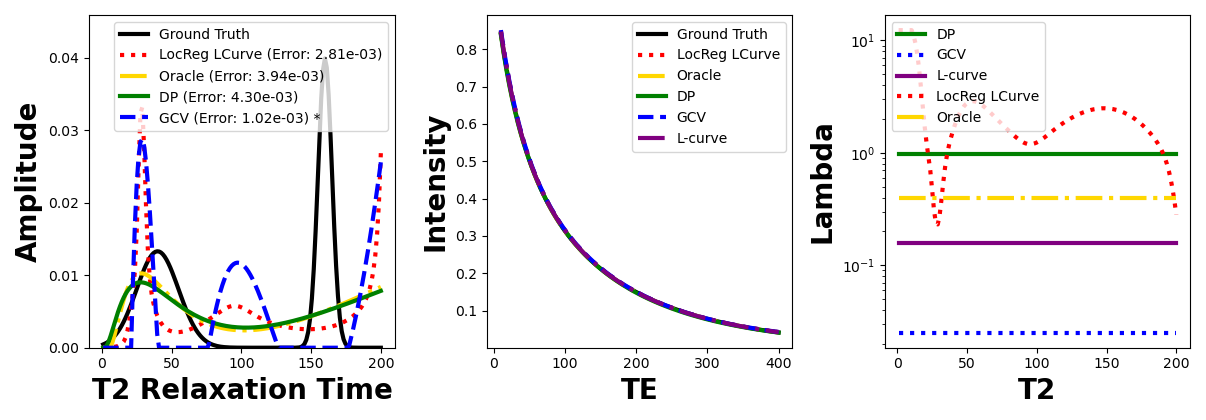 0.04
0.03
0.02
0.01
0.00
Amplitude
0
50
100
150
200
T2 Relaxation Time
Ground Truth
LocReg LCurve (Error: 2.81e-03)
Oracle (Error: 3.94e-03)
DP (Error: 4.30e-03)
GCV (Error: 1.02e-03) *
0.8
0.7
0.6
0.5
0.4
0.3
0.2
0.1
Intensity
0
100
200
300
400
TE
Ground Truth
LocReg LCurve
Oracle
DP
GCV
L-curve
10¹
10⁰
10⁻¹
Lambda
0
50
100
150
200
T2
DP
GCV
L-curve
LocReg LCurve
Oracle